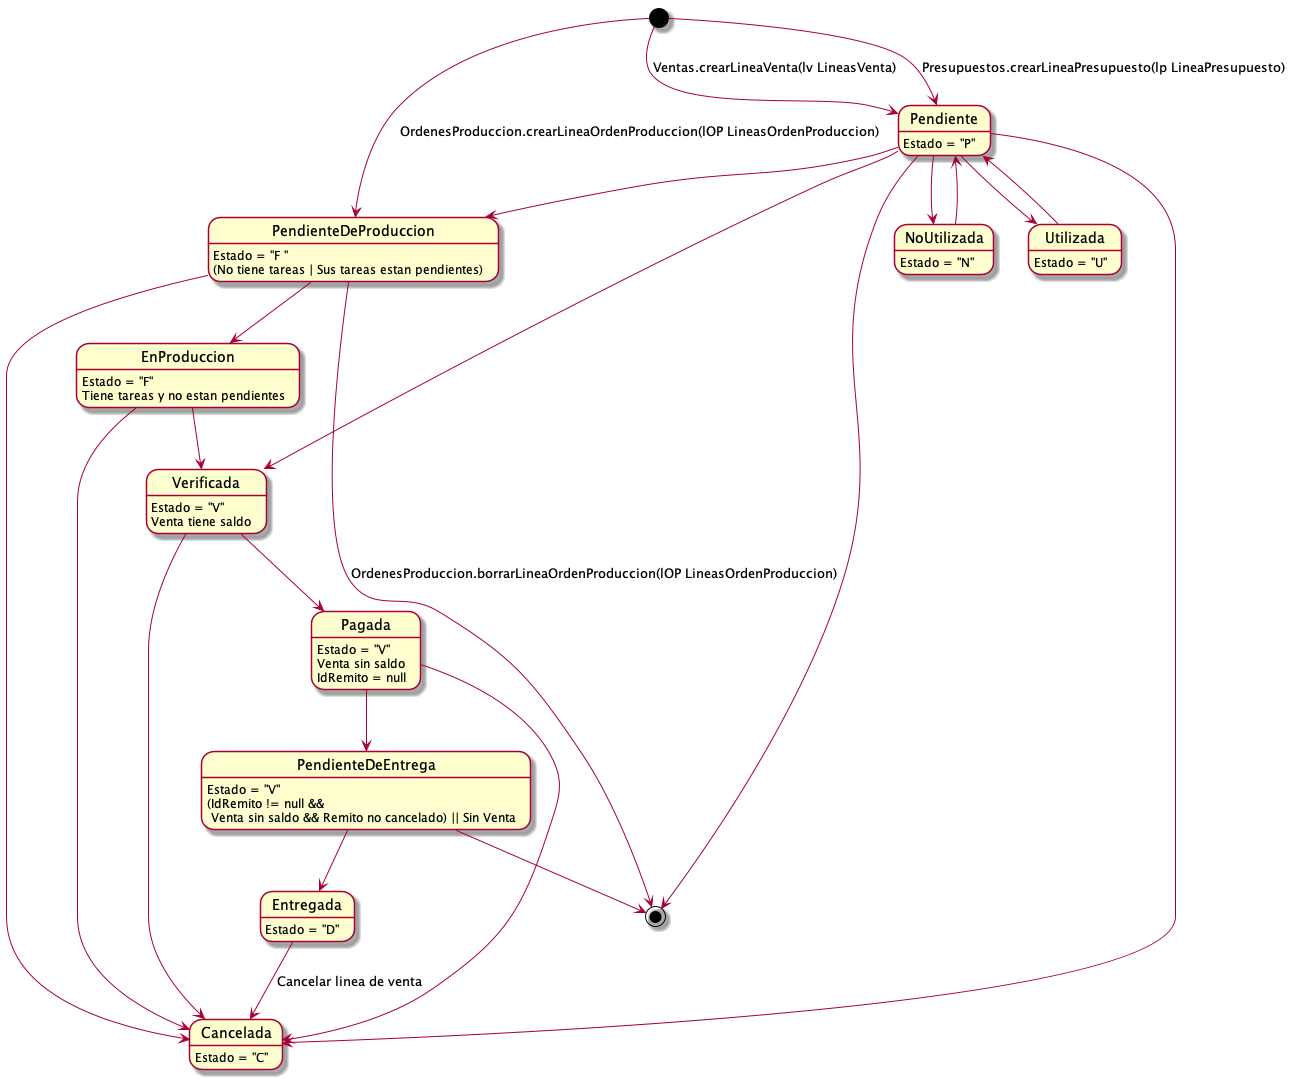 Ventas.crearLineaVenta(lv LineasVenta)
Presupuestos.crearLineaPresupuesto(lp LineaPresupuesto)
OrdenesProduccion.crearLineaOrdenProduccion(lOP LineasOrdenProduccion)
Pendiente
Estado = "P"
PendienteDeProduccion
Estado = "F "
(No tiene tareas | Sus tareas estan pendientes)
NoUtilizada
Estado = "N"
Utilizada
Estado = "U"
EnProduccion
Estado = "F"
Tiene tareas y no estan pendientes
Verificada
Estado = "V"
Venta tiene saldo
OrdenesProduccion.borrarLineaOrdenProduccion(lOP LineasOrdenProduccion)
Pagada
Estado = "V"
Venta sin saldo
IdRemito = null
PendienteDeEntrega
Estado = "V"
(IdRemito != null &&
Venta sin saldo && Remito no cancelado) || Sin Venta
Entregada
Estado = "D"
Cancelar linea de venta
Cancelada
Estado = "C"